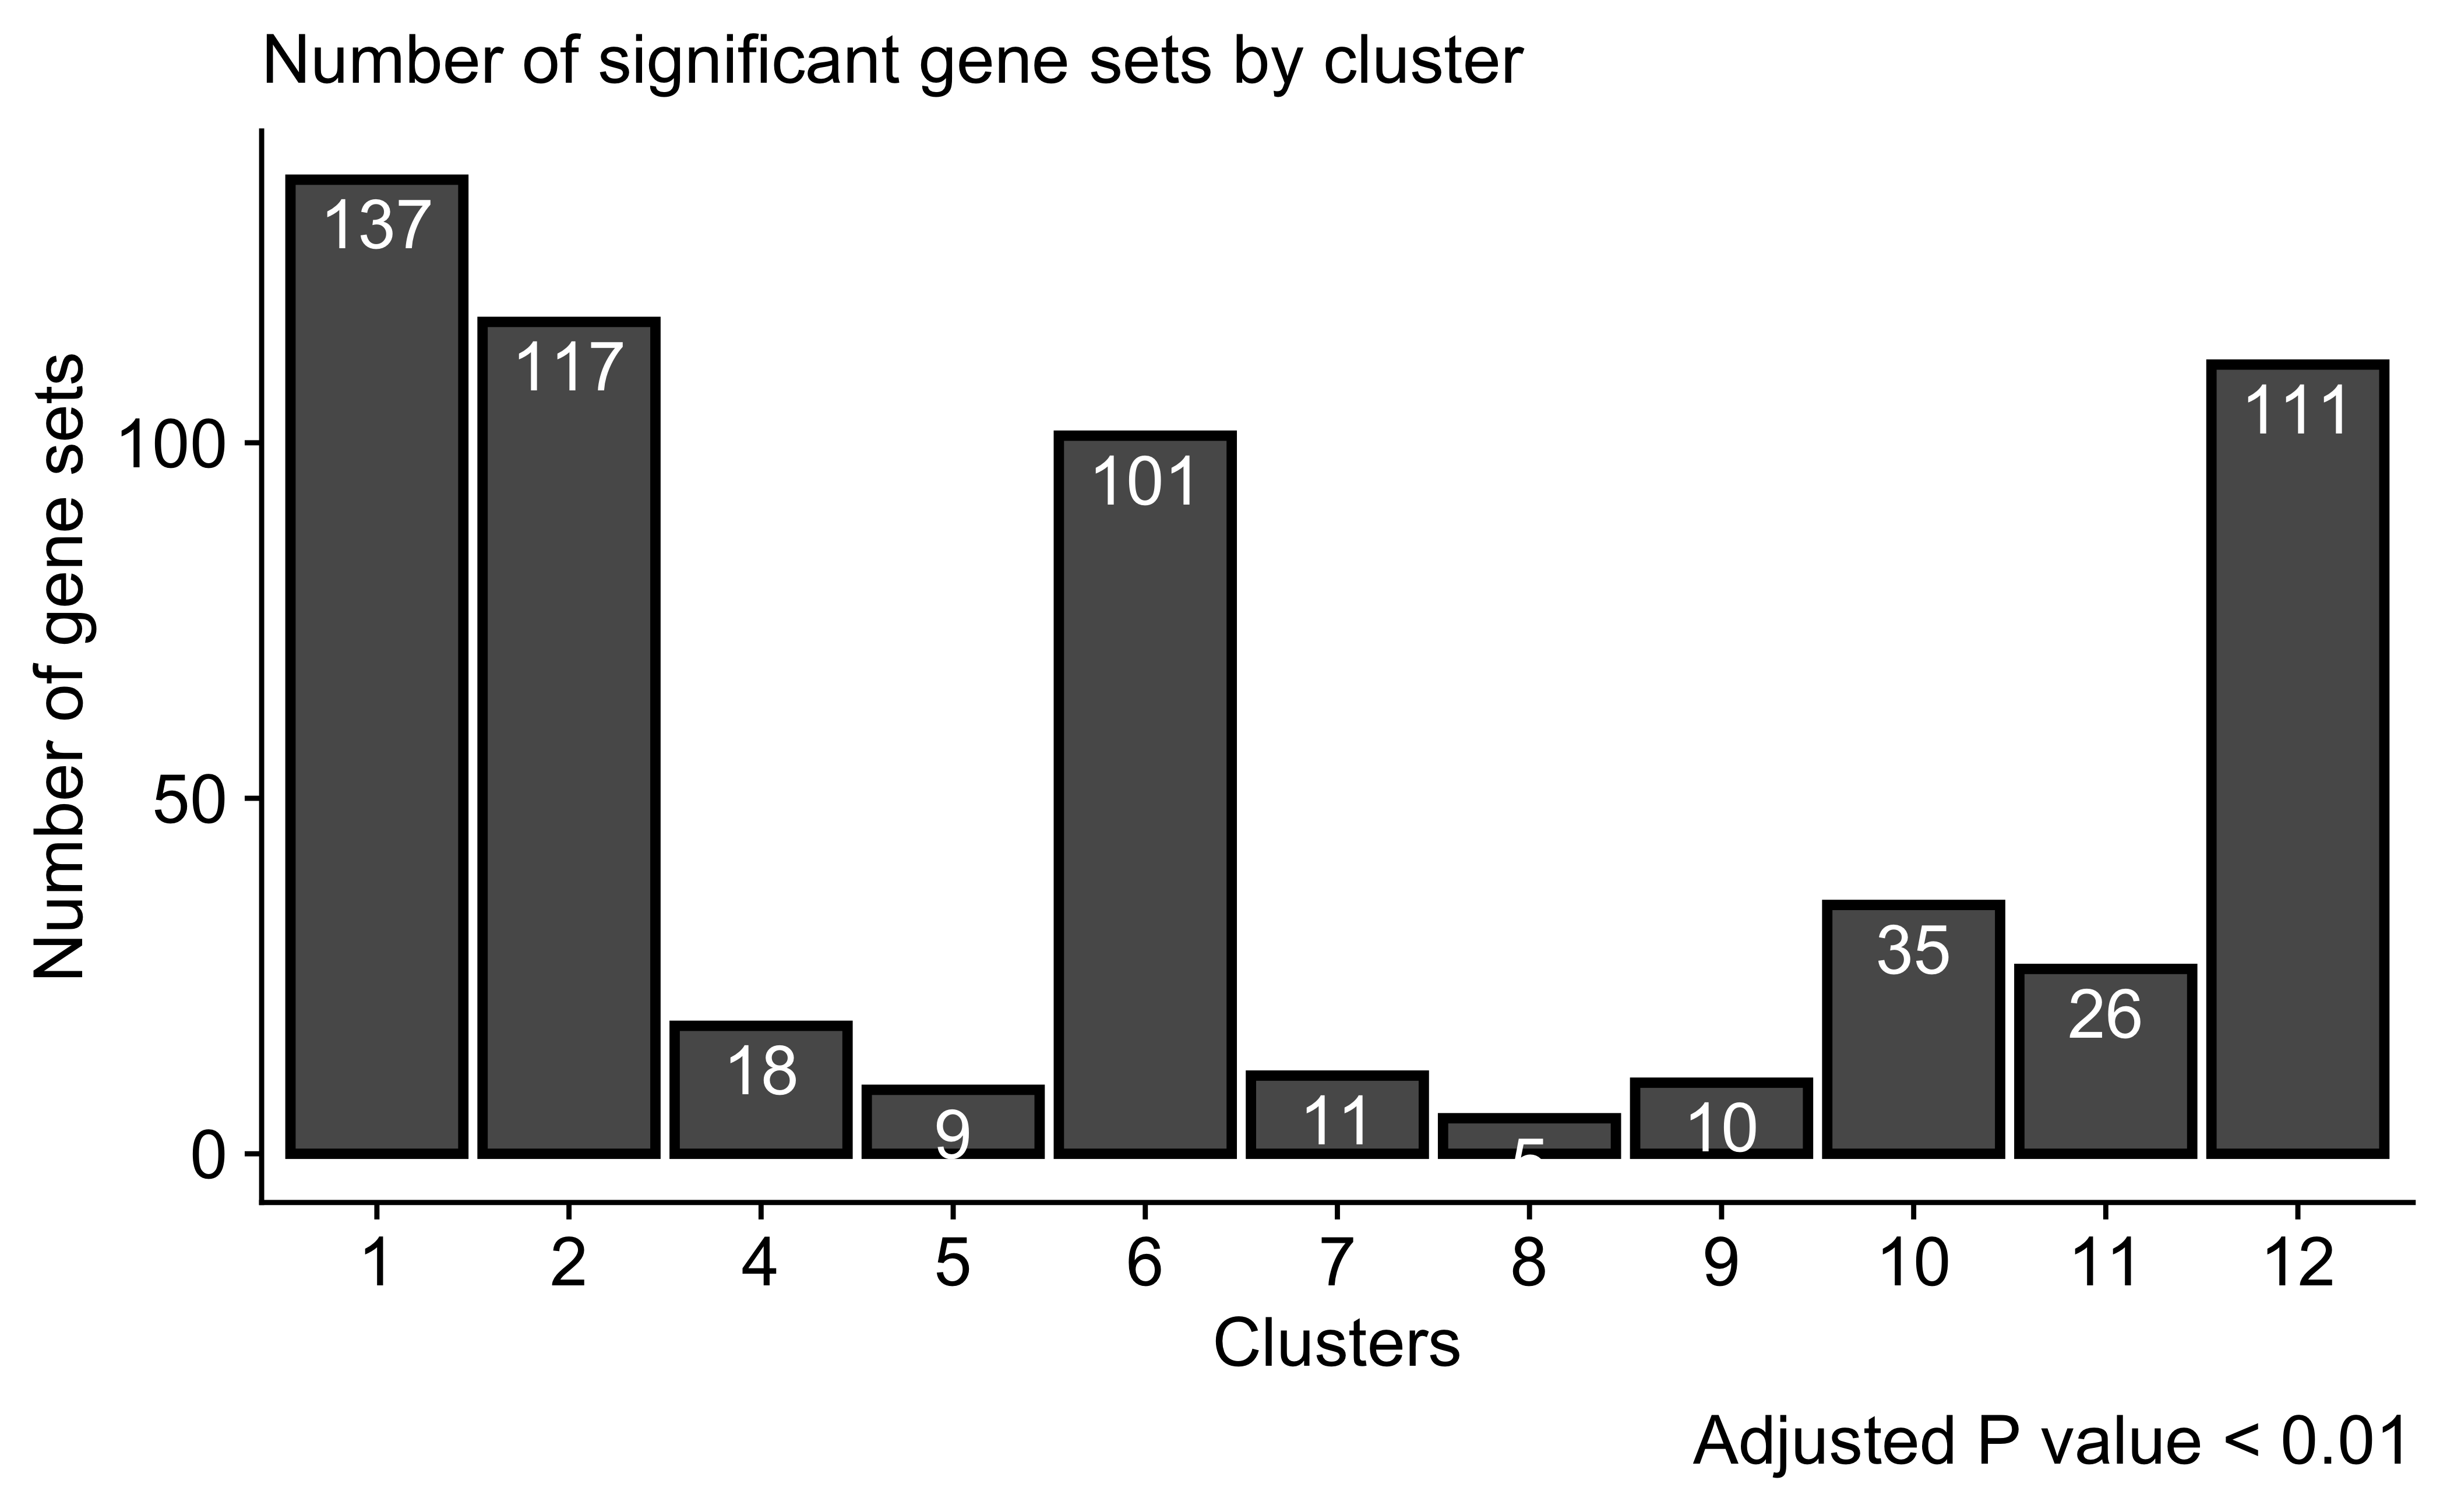 Number of significant gene sets by cluster
Number of gene sets
100
50
0
137
117
18
9
101
11
5
10
35
26
111
1 2 4 5 6 7 8 9 10 11 12
Clusters
Adjusted P value < 0.01